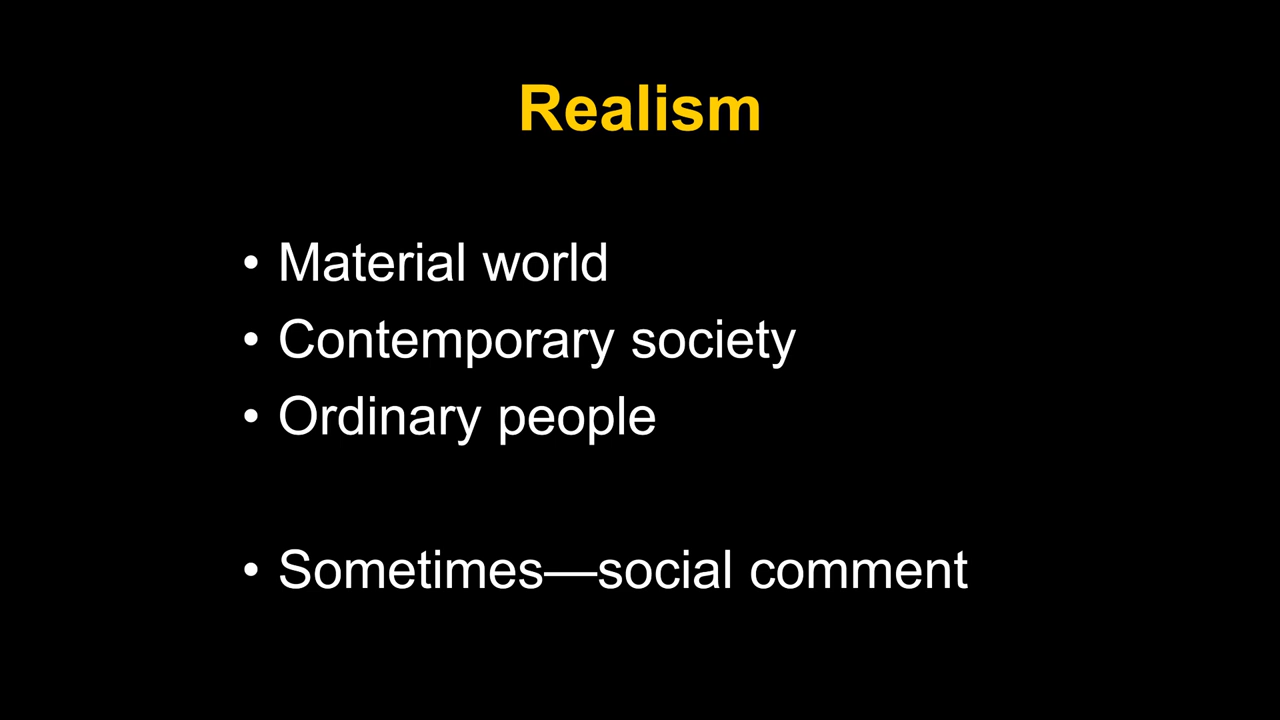 Realism
• Material world
• Contemporary society
• Ordinary people
• Sometimes—social comment